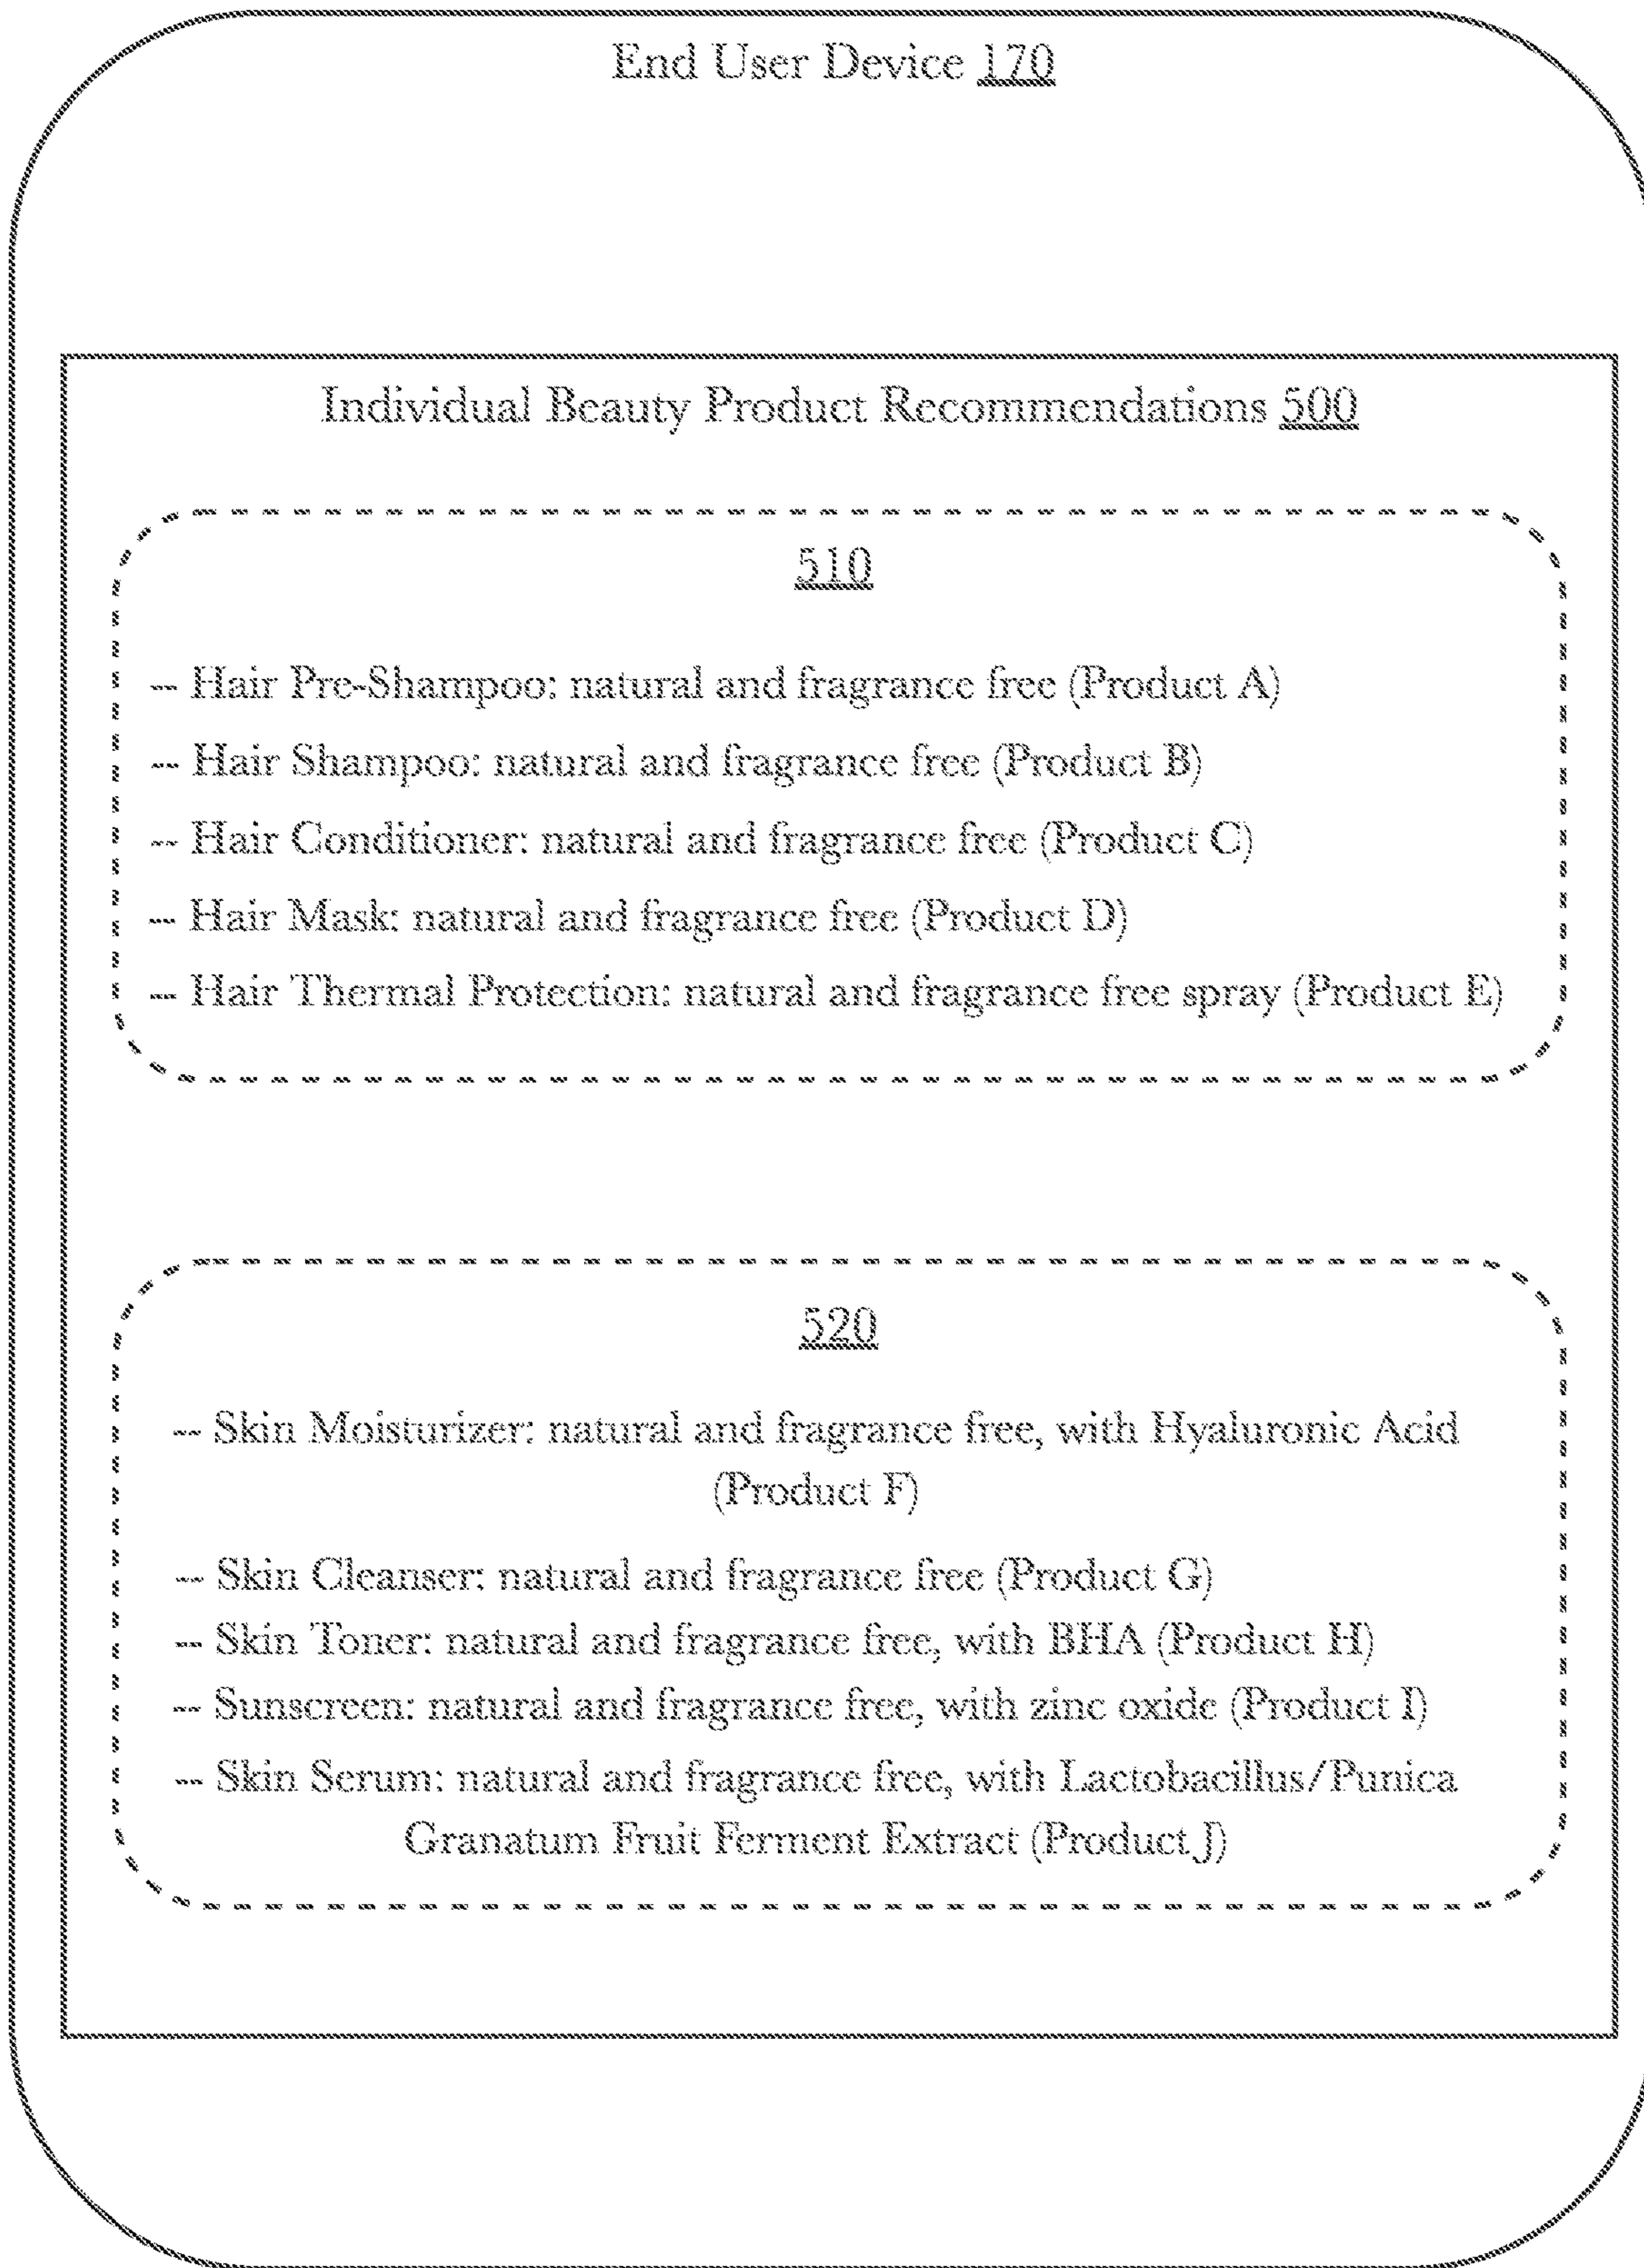 End User Device 170
Individual Beauty Product Recommendations 500
510
-- Hair Pre-Shampoo: natural and fragrance free (Product A)
-- Hair Shampoo: natural and fragrance free (Product B)
-- Hair Conditioner: natural and fragrance free (Product C)
-- Hair Mask: natural and fragrance free (Product D)
-- Hair Thermal Protection: natural and fragrance free spray (Product E)
520
-- Skin Moisturizer: natural and fragrance free, with Hyaluronic Acid
(Product F)
-- Skin Cleanser: natural and fragrance free (Product G)
-- Skin Toner: natural and fragrance free, with BHA (Product H)
-- Sunscreen: natural and fragrance free, with zinc oxide (Product I)
-- Skin Serum: natural and fragrance free, with Lactobacillus/Punica
Granatum Fruit Ferment Extract (Product J)